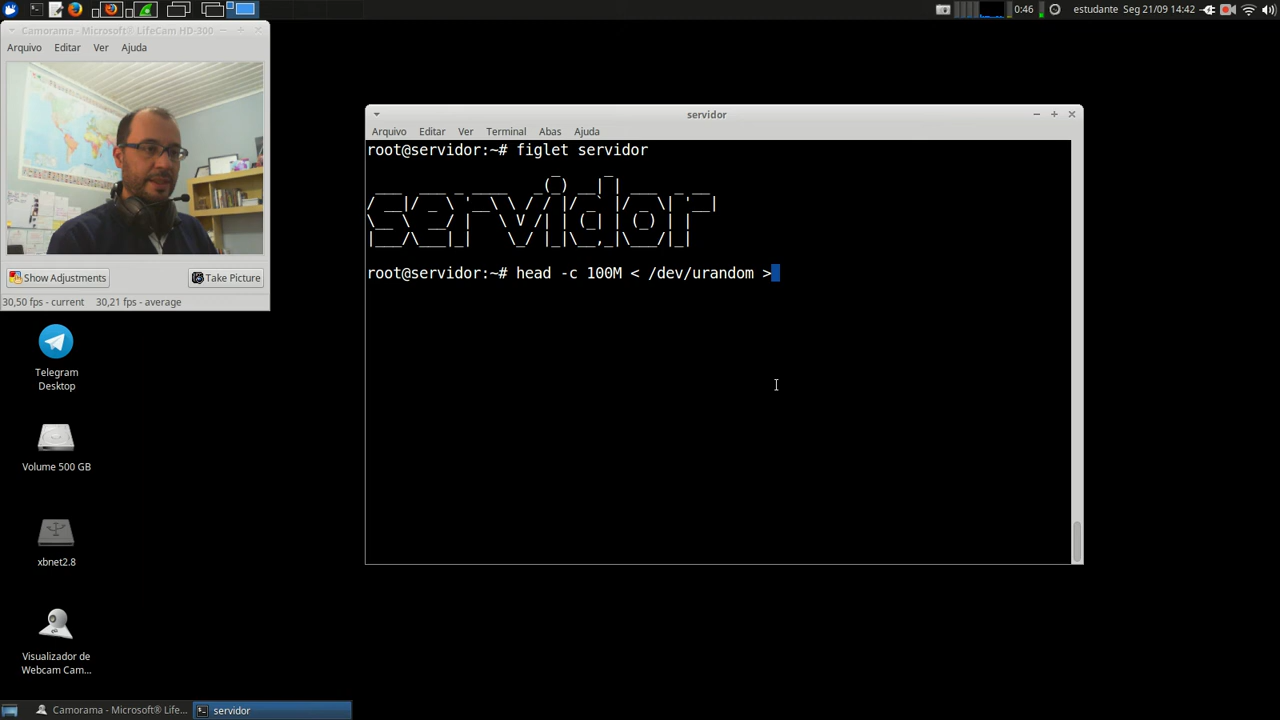 0:46 estudante Seg 21/09 14:42
Camorama - Microsoft® LifeCam HD-300
Arquivo Editar Ver Ajuda
Show Adjustments Take Picture
30,50 fps - current 30,21 fps - average
Telegram
Desktop
Volume 500 GB
xbnet2.8
Visualizador de
Webcam Cam...
servidor
Arquivo Editar Ver Terminal Abas Ajuda
root@servidor:~# figlet servidor
servidor
root@servidor:~# head -c 100M < /dev/urandom >
Camorama - Microsoft® LifeCa... servidor